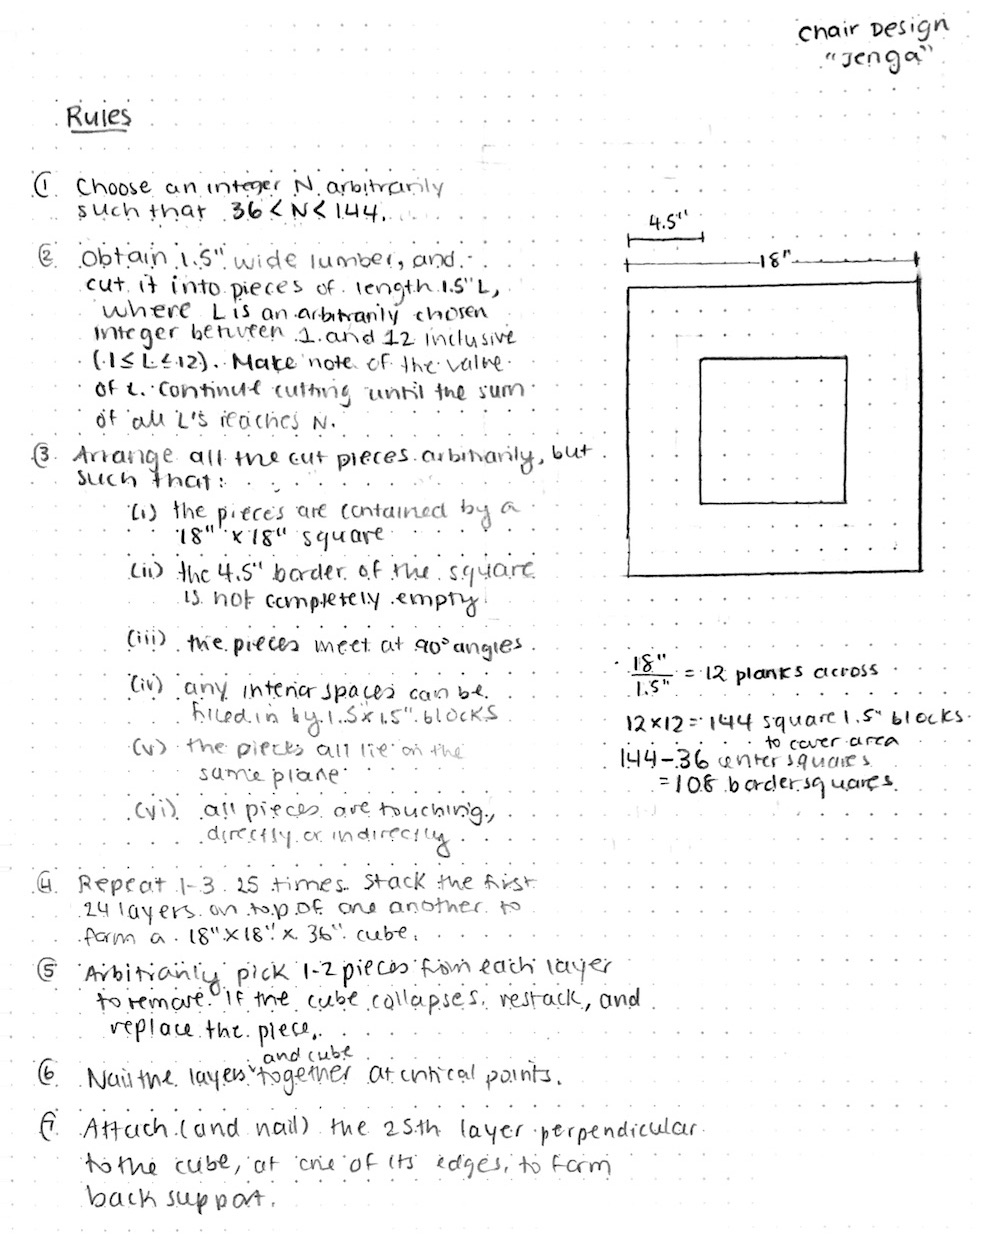 Chair Design
"Jenga"
Rules
① Choose an integer N arbitrarily
such that 36 < N < 144.
② Obtain 1.5" wide lumber, and
cut it into pieces of length 1.5"L,
where L is an arbitrarily chosen
integer between 1 and 12 inclusive
(1 ≤ L ≤ 12). Make note of the value
of L. Continue cutting until the sum
of all L's reaches N.
③ Arrange all the cut pieces arbitrarily, but
such that:
(i) the pieces are contained by a
18" x 18" square
(ii) the 4.5" border of the square
is not completely empty
(iii) the pieces meet at 90° angles.
(iv) any interior spaces can be
filled in by 1.5x1.5" blocks
(v) the pieces all lie on the
same plane
(vi) all pieces are touching,
directly or indirectly
④ Repeat 1-3 25 times. Stack the first
24 layers on top of one another to
form a 18" x 18" x 36" cube.
⑤ Arbitrarily pick 1-2 pieces from each layer
to remove. If the cube collapses, restack, and
replace the piece.
and cube
⑥ Nail the layers together at critical points.
⑦ Attach (and nail) the 25th layer perpendicular
to the cube, at one of its edges, to form
back support.
4.5"
18"
18"
1.5" = 12 planks across
12x12 = 144 square 1.5" blocks
to cover area
144-36 center squares
= 108 border squares